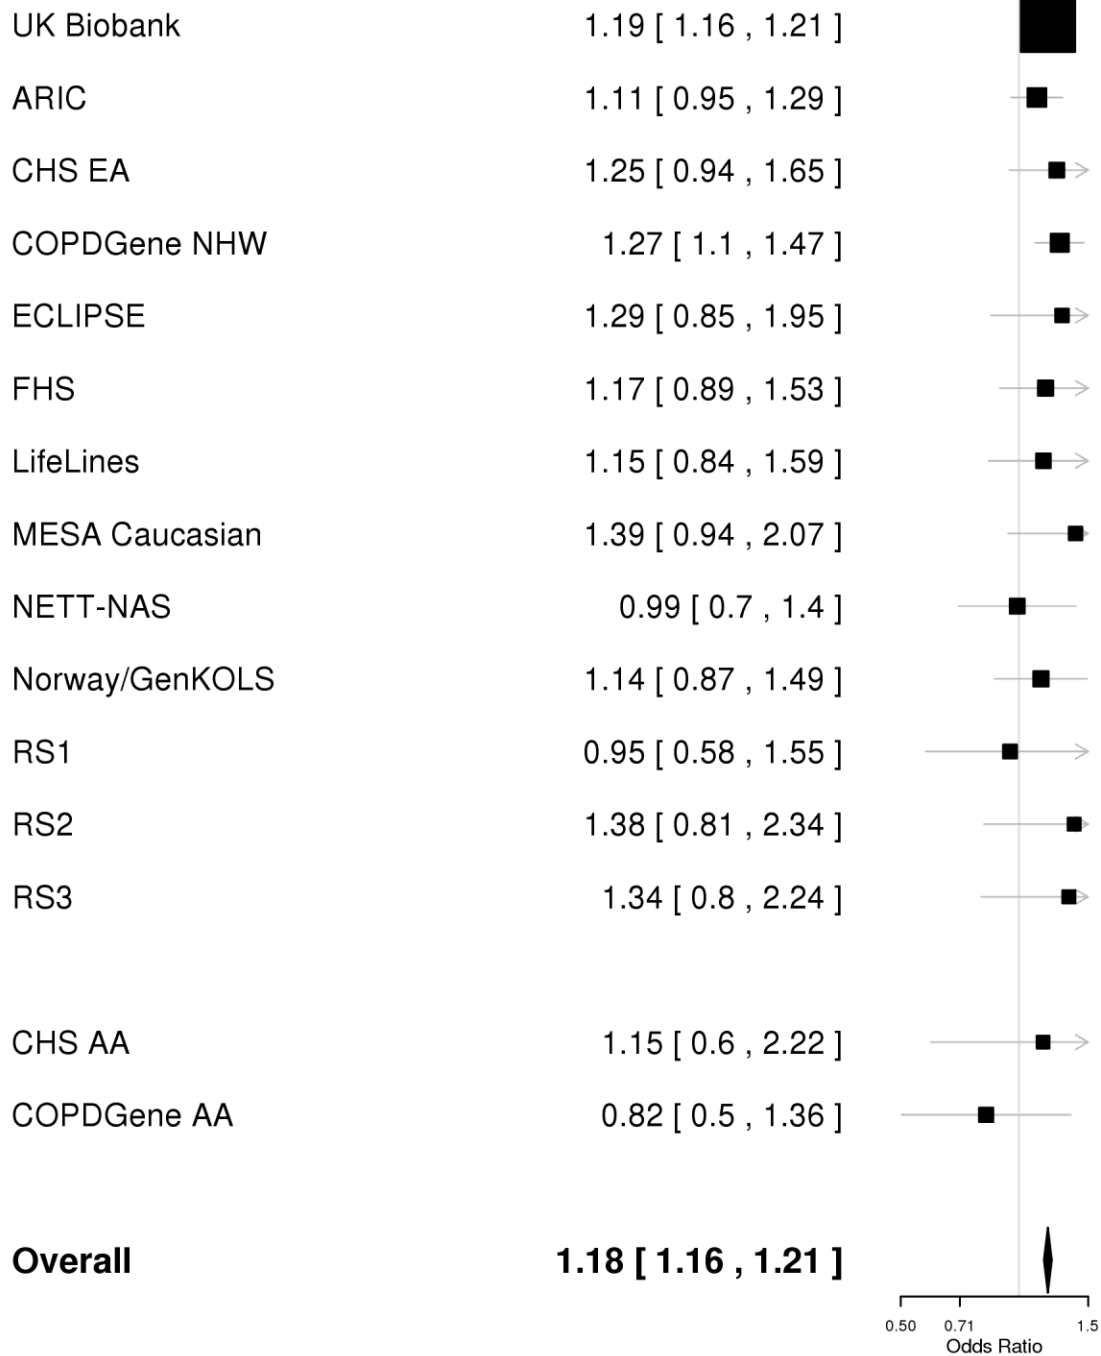 UK Biobank 1.19 [ 1.16 , 1.21 ]
ARIC 1.11 [ 0.95 , 1.29 ]
CHS EA 1.25 [ 0.94 , 1.65 ]
COPDGene NHW 1.27 [ 1.1 , 1.47 ]
ECLIPSE 1.29 [ 0.85 , 1.95 ]
FHS 1.17 [ 0.89 , 1.53 ]
LifeLines 1.15 [ 0.84 , 1.59 ]
MESA Caucasian 1.39 [ 0.94 , 2.07 ]
NETT-NAS 0.99 [ 0.7 , 1.4 ]
Norway/GenKOLS 1.14 [ 0.87 , 1.49 ]
RS1 0.95 [ 0.58 , 1.55 ]
RS2 1.38 [ 0.81 , 2.34 ]
RS3 1.34 [ 0.8 , 2.24 ]
CHS AA 1.15 [ 0.6 , 2.22 ]
COPDGene AA 0.82 [ 0.5 , 1.36 ]
Overall 1.18 [ 1.16 , 1.21 ]
0.50 0.71 1.5
Odds Ratio